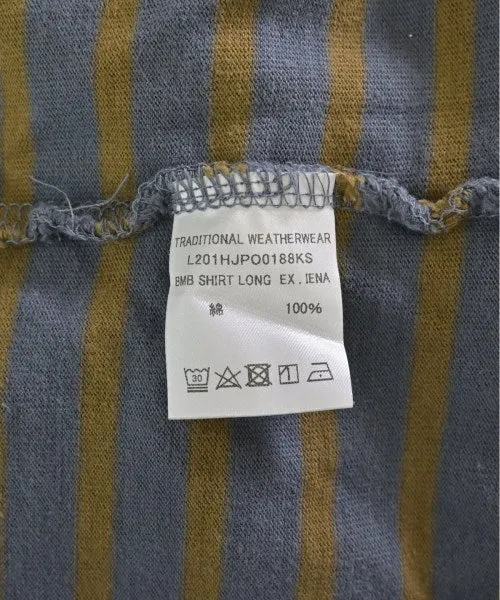 TRADITIONAL WEATHERWEAR
L201HJPO0188KS
BMB SHIRT LONG EX.IENA
綿 100%
30